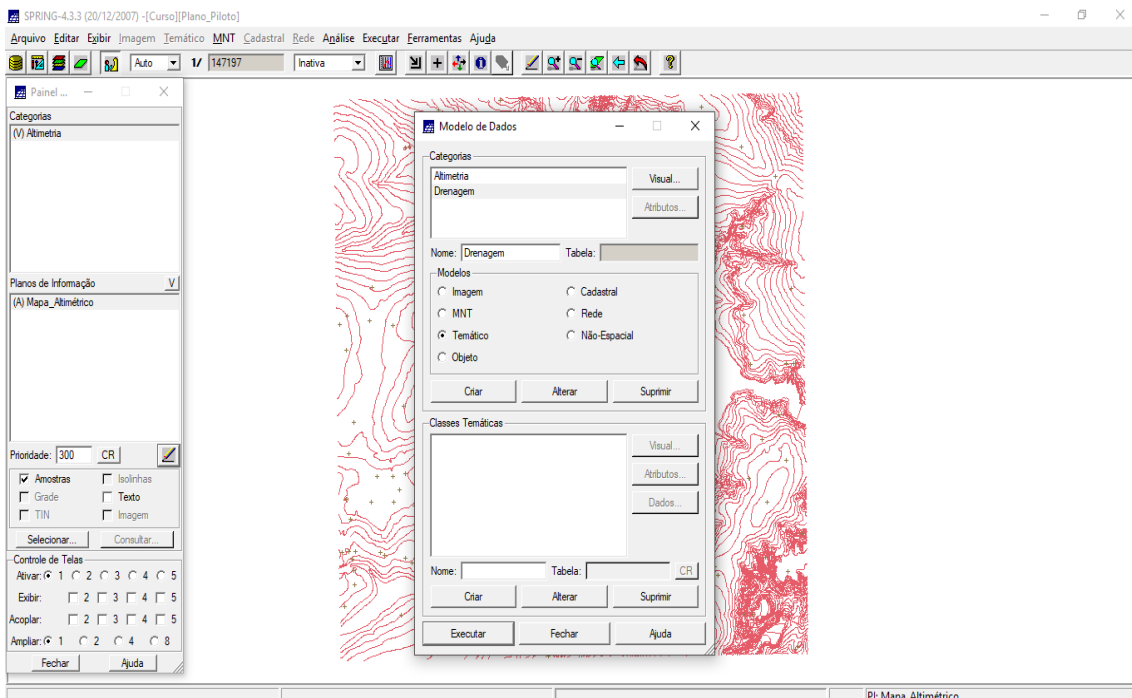 SPRING-4.3.3 (20/12/2007) -[Curso][Plano_Piloto]
Arquivo Editar Exibir Imagem Temático MNT Cadastral Rede Análise Executar Ferramentas Ajuda
Auto 1/ 147197 Inativa
Painel ...
Categorias
(V) Altimetria
Planos de Informação V
(A) Mapa_Altimétrico
Prioridade: 300 CR
Amostras Isolinhas
Grade Texto
TIN Imagem
Selecionar... Consultar...
Controle de Telas
Ativar: 1 2 3 4 5
Exibir: 2 3 4 5
Acoplar: 2 3 4 5
Ampliar: 1 2 4 8
Fechar Ajuda
Modelo de Dados
Categorias
Altimetria
Drenagem
Visual...
Atributos...
Nome: Drenagem Tabela:
Modelos
Imagem Cadastral
MNT Rede
Temático Não-Espacial
Objeto
Criar Alterar Suprimir
Classes Temáticas
Visual...
Atributos...
Dados...
Nome: Tabela: CR
Criar Alterar Suprimir
Executar Fechar Ajuda
PI: Mapa_Altimétrico